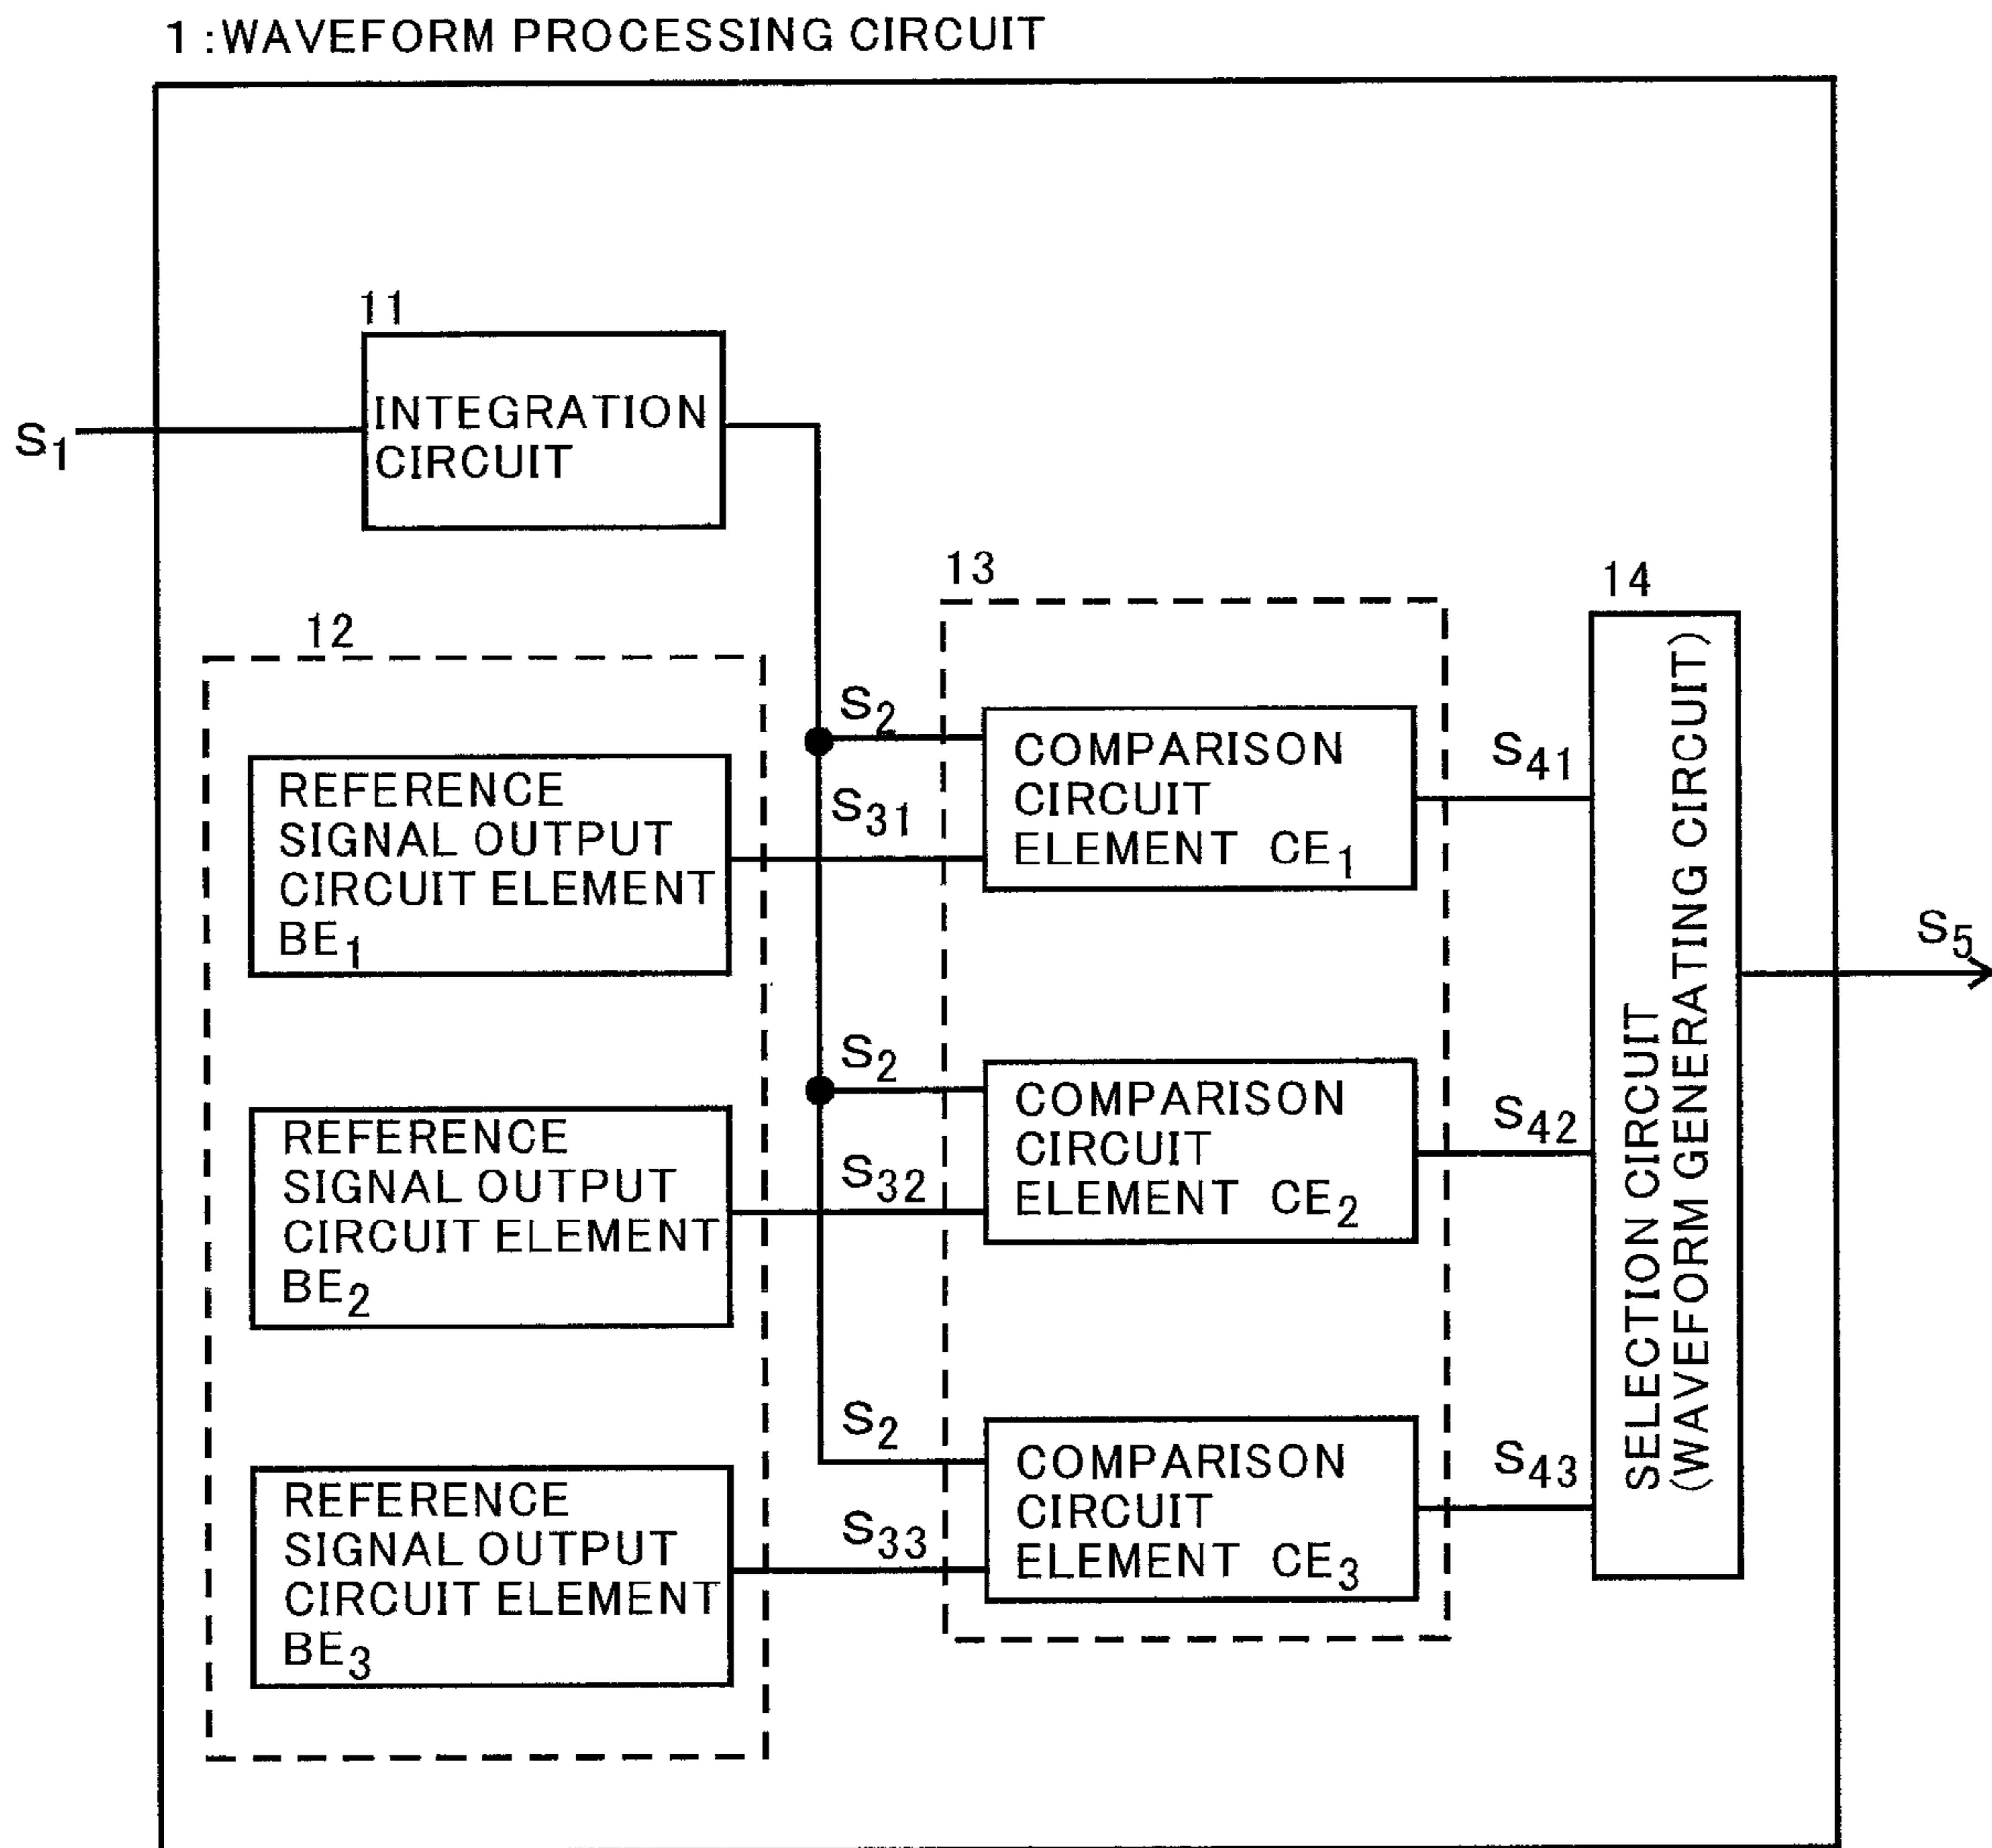 1 :WAVEFORM PROCESSING CIRCUIT
11
INTEGRATION
CIRCUIT
S1
12
REFERENCE
SIGNAL OUTPUT
CIRCUIT ELEMENT
BE1
REFERENCE
SIGNAL OUTPUT
CIRCUIT ELEMENT
BE2
REFERENCE
SIGNAL OUTPUT
CIRCUIT ELEMENT
BE3
S2
S31
S2
S32
S2
S33
13
COMPARISON
CIRCUIT
ELEMENT CE1
COMPARISON
CIRCUIT
ELEMENT CE2
COMPARISON
CIRCUIT
ELEMENT CE3
S41
S42
S43
14
SELECTION CIRCUIT
(WAVEFORM GENERATING CIRCUIT)
S5